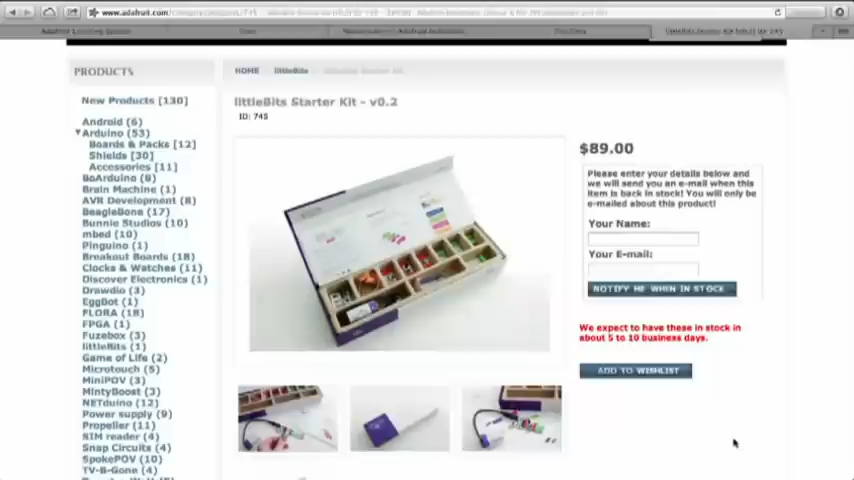 www.adafruit.com
PRODUCTS
HOME littleBits
New Products [130]
littleBits Starter Kit - v0.2
ID: 745
Android (6)
Arduino (53)
Boards & Packs [12]
Shields [30]
Accessories [11]
BoArduino (8)
Brain Machine (1)
AVR Development (8)
BeagleBone (17)
Bunnie Studios (10)
mbed (10)
Pinguino (1)
Breakout Boards (18)
Clocks & Watches (11)
Discover Electronics (1)
Drawdio (3)
EggBot (1)
FLORA (18)
FPGA (1)
Fuzebox (3)
littleBits (1)
Game of Life (2)
Microtouch (5)
MiniPOV (3)
MintyBoost (3)
NETduino (12)
Power supply (9)
Propeller (11)
SIM reader (4)
Snap Circuits (4)
SpokePOV (10)
TV-B-Gone (4)
$89.00
Please enter your details below and
we will send you an e-mail when this
item is back in stock! You will only be
e-mailed about this product!
Your Name:
Your E-mail:
NOTIFY ME WHEN IN STOCK
We expect to have these in stock in
about 5 to 10 business days.
ADD TO WISHLIST